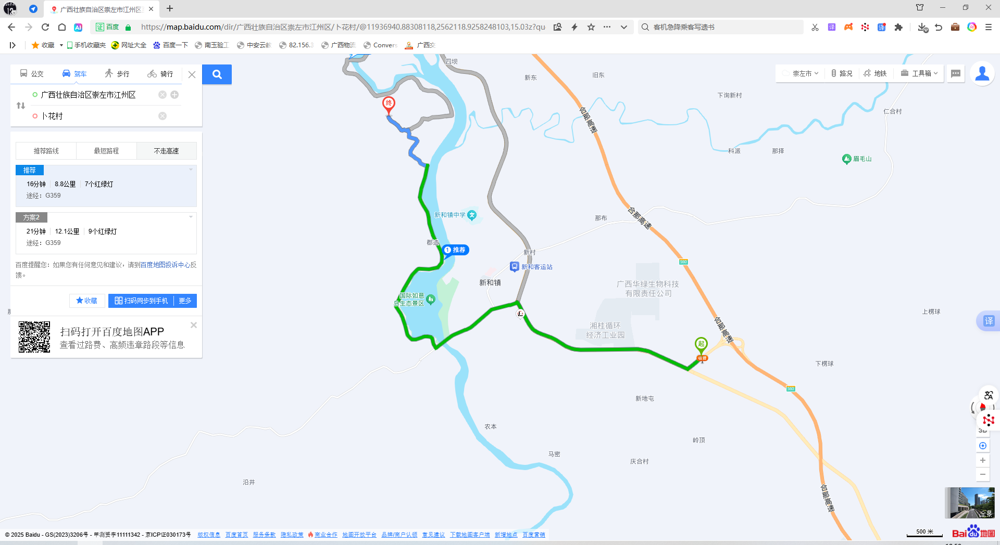 广西壮族自治区崇左市江州区
证 百度
https://map.baidu.com/dir/广西壮族自治区崇左市江州区/卜花村/@11936940.88308118,2562118.9258248103,15.03z?qu
客机急降乘客写遗书
收藏
手机收藏夹
网址大全
百度一下
南玉验工
中安云教
82.156.3
广西物流
Convers
广西交
公交
驾车
步行
骑行
广西壮族自治区崇左市江州区
卜花村
推荐路线
最短路程
不走高速
推荐
16分钟 8.8公里 7个红绿灯
途经：G359
方案2
21分钟 12.1公里 9个红绿灯
途经：G359
百度提醒您：如果您有任何意见和建议，请到百度地图投诉中心反
馈。
收藏
扫码同步到手机
更多
扫码打开百度地图APP
查看过路费、高频违章路段等信息
崇左市
路况
地铁
工具箱
四坝
新东
旧东
下询新村
仁合村
终
合那高速
科派
那择
眉毛山
新和镇中学
文
那布
合那高速
郡造
1 推荐
新村
新和客运站
S60
新和镇
广西华绿生物科技
有限责任公司
国际如意
岛生态景区
上楞球
湘桂循环
经济工业园
合那高速
起
收费
下楞球
S60
新地屯
农本
岭顶
马密
庆合村
沿井
合那高速
译
3D
全景
500 米
Bai du 地图
© 2025 Baidu - GS(2023)3206号 - 甲测资字11111342 - 京ICP证030173号
版权信息
百度首页
服务条款
隐私政策
商业合作
地图开放平台
品牌/商户认领
意见建议
下载地图客户端
新增地点
百度营销